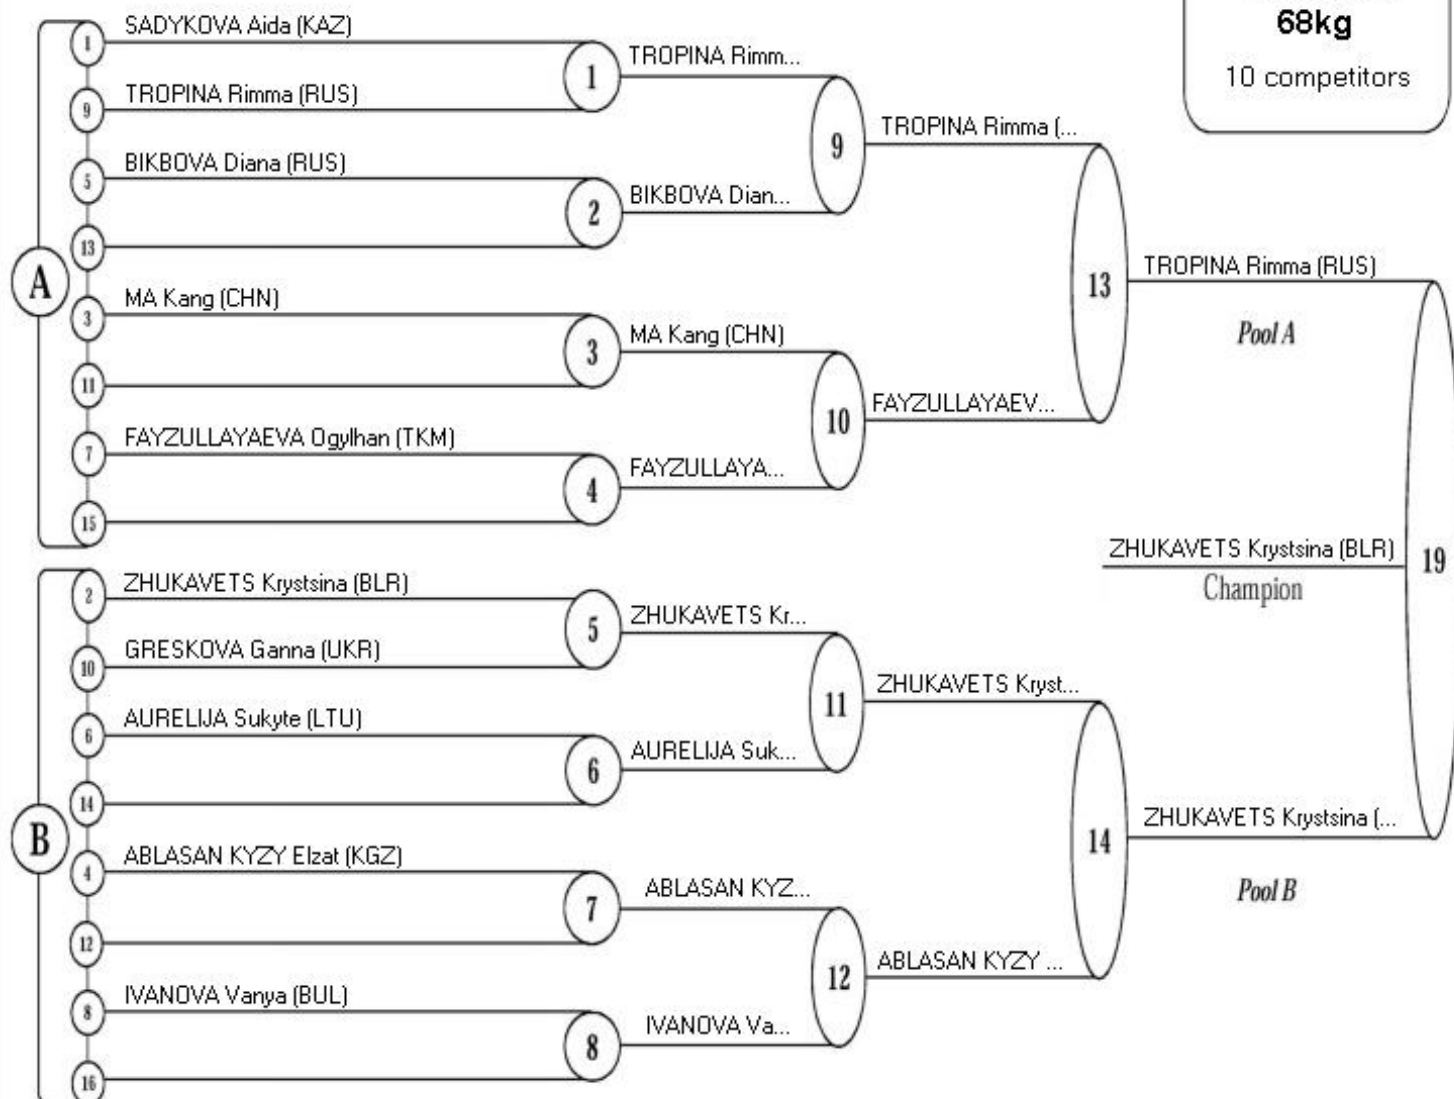 68kg
10 competitors
A
1
SADYKOVA Aida (KAZ)
9
TROPINA Rimma (RUS)
1
TROPINA Rimm...
5
BIKBOVA Diana (RUS)
13
2
BIKBOVA Dian...
9
TROPINA Rimma (...
3
MA Kang (CHN)
11
3
MA Kang (CHN)
7
FAYZULLAYAEVA Ogylhan (TKM)
15
4
FAYZULLAYA...
10
FAYZULLAYAEV...
13
TROPINA Rimma (RUS)
Pool A
B
2
ZHUKAVETS Krystsina (BLR)
10
GRESKOVA Ganna (UKR)
5
ZHUKAVETS Kr...
6
AURELIJA Sukyte (LTU)
14
6
AURELIJA Suk...
11
ZHUKAVETS Kryst...
4
ABLASAN KYZY Elzat (KGZ)
12
7
ABLASAN KYZ...
8
IVANOVA Vanya (BUL)
16
8
IVANOVA Va...
12
ABLASAN KYZY ...
14
ZHUKAVETS Krystsina (...
Pool B
19
ZHUKAVETS Krystsina (BLR)
Champion